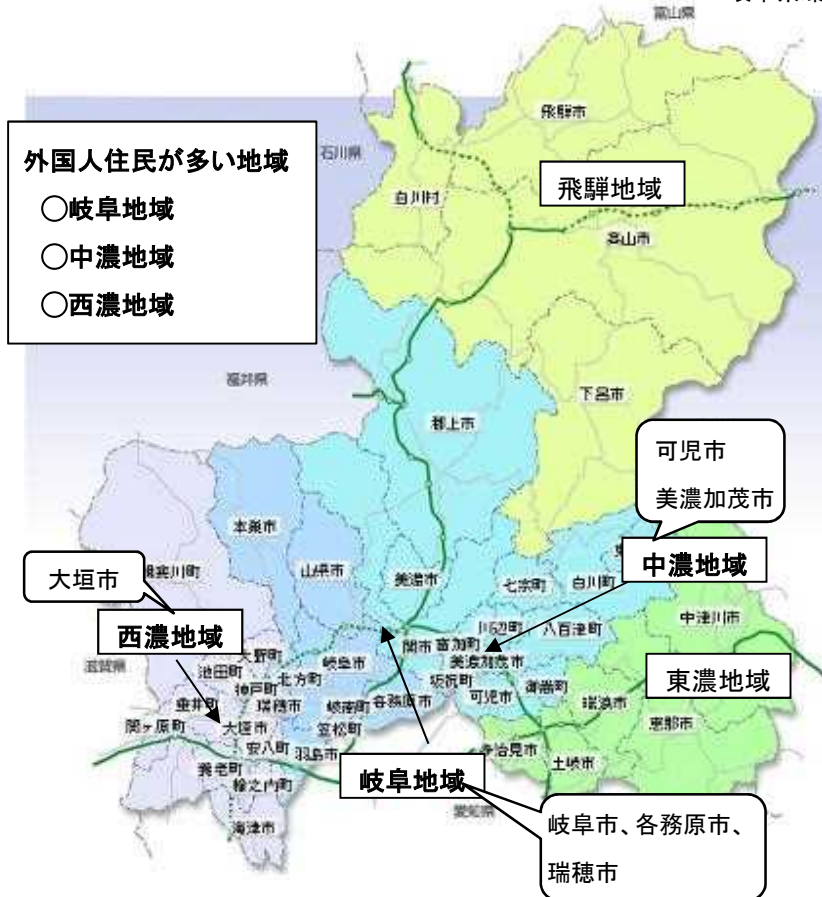 富山県
外国人住民が多い地域
○岐阜地域
○中濃地域
○西濃地域
石川県
飛騨市
白川村
飛騨地域
高山市
福井県
下呂市
郡上市
可児市
美濃加茂市
本巣市
山県市
美濃市
七宗町
白川町
中濃地域
大垣市
揖斐川町
西濃地域
中津川市
川辺町
八百津町
関市
富加町
美濃加茂市
大野町
岐阜市
滋賀県
池田町
北方町
坂祝町
御嵩町
東濃地域
神戸町
瑞穂市
岐南町
各務原市
可児市
瑞浪市
垂井町
恵那市
関ヶ原町
大垣市
笠松町
安八町
羽島市
多治見市
土岐市
養老町
輪之内町
岐阜地域
愛知県
海津市
岐阜市、各務原市、
瑞穂市